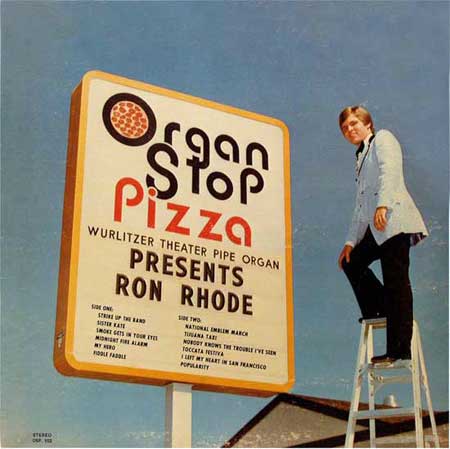 Organ
Stop
Pizza
WURLITZER THEATER PIPE ORGAN
PRESENTS
RON RHODE
SIDE ONE:
STRIKE UP THE BAND
SISTER KATE
SMOKE GETS IN YOUR EYES
MIDNIGHT FIRE ALARM
MY HERO
FIDDLE FADDLE
SIDE TWO:
NATIONAL EMBLEM MARCH
TIJUANA TAXI
NOBODY KNOWS THE TROUBLE I'VE SEEN
TOCCATA FESTIVA
I LEFT MY HEART IN SAN FRANCISCO
POPULARITY
STEREO
OSP. 102